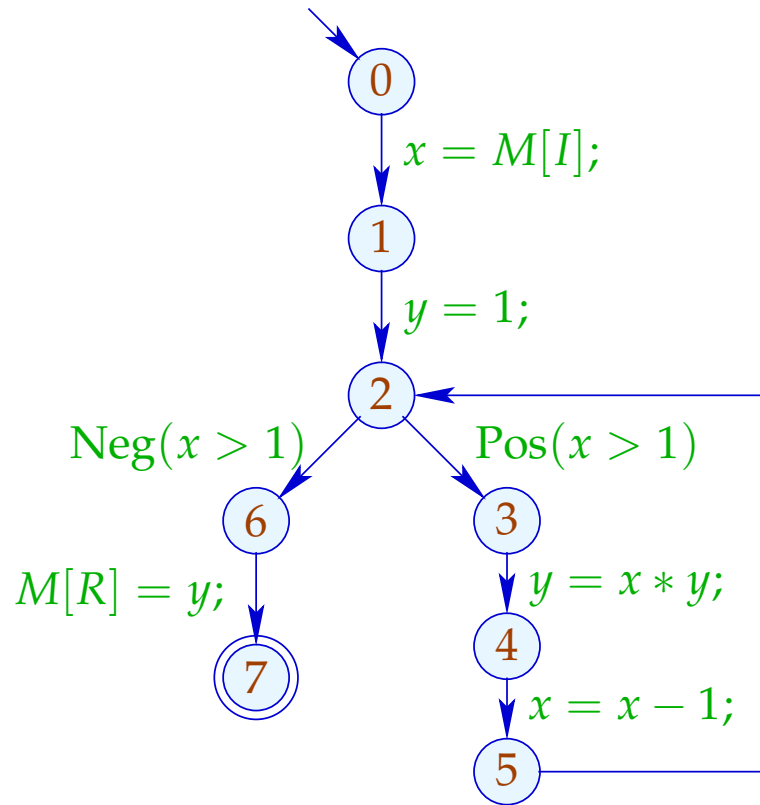 0
x = M[I];
1
y = 1;
2
Neg(x > 1)
Pos(x > 1)
6
3
M[R] = y;
y = x ∗ y;
4
7
x = x − 1;
5